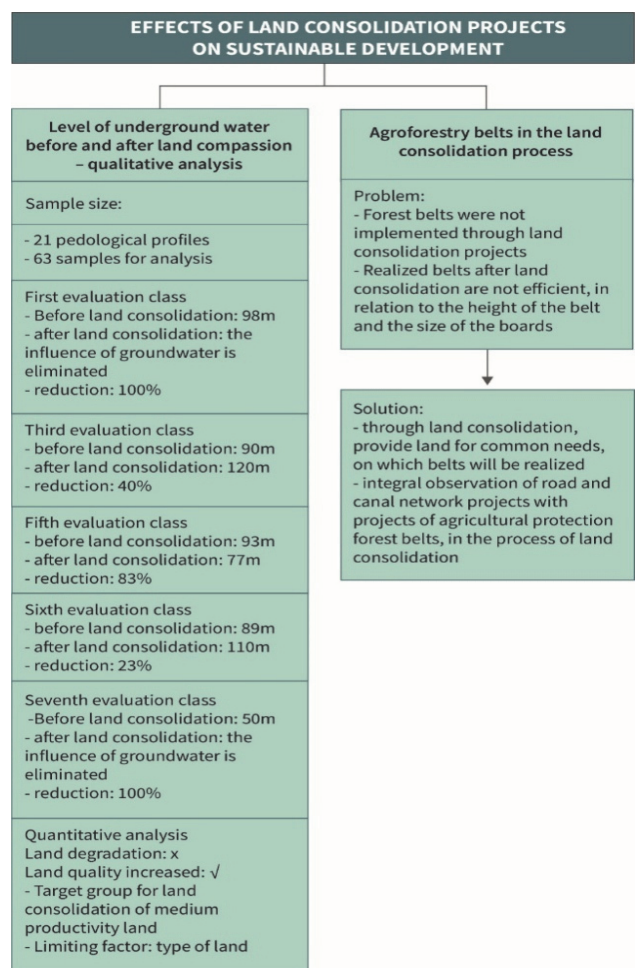 EFFECTS OF LAND CONSOLIDATION PROJECTS
ON SUSTAINABLE DEVELOPMENT
Level of underground water
before and after land compassion
– qualitative analysis
Sample size:
- 21 pedological profiles
- 63 samples for analysis
First evaluation class
- Before land consolidation: 98m
- after land consolidation: the
influence of groundwater is
eliminated
- reduction: 100%
Third evaluation class
- before land consolidation: 90m
- after land consolidation: 120m
- reduction: 40%
Fifth evaluation class
- before land consolidation: 93m
- after land consolidation: 77m
- reduction: 83%
Sixth evaluation class
- before land consolidation: 89m
- after land consolidation: 110m
- reduction: 23%
Seventh evaluation class
-Before land consolidation: 50m
- after land consolidation: the
influence of groundwater is
eliminated
- reduction: 100%
Quantitative analysis
Land degradation: x
Land quality increased: √
- Target group for land
consolidation of medium
productivity land
- Limiting factor: type of land
Agroforestry belts in the land
consolidation process
Problem:
- Forest belts were not
implemented through land
consolidation projects
- Realized belts after land
consolidation are not efficient, in
relation to the height of the belt
and the size of the boards
Solution:
- through land consolidation,
provide land for common needs,
on which belts will be realized
- integral observation of road and
canal network projects with
projects of agricultural protection
forest belts, in the process of land
consolidation